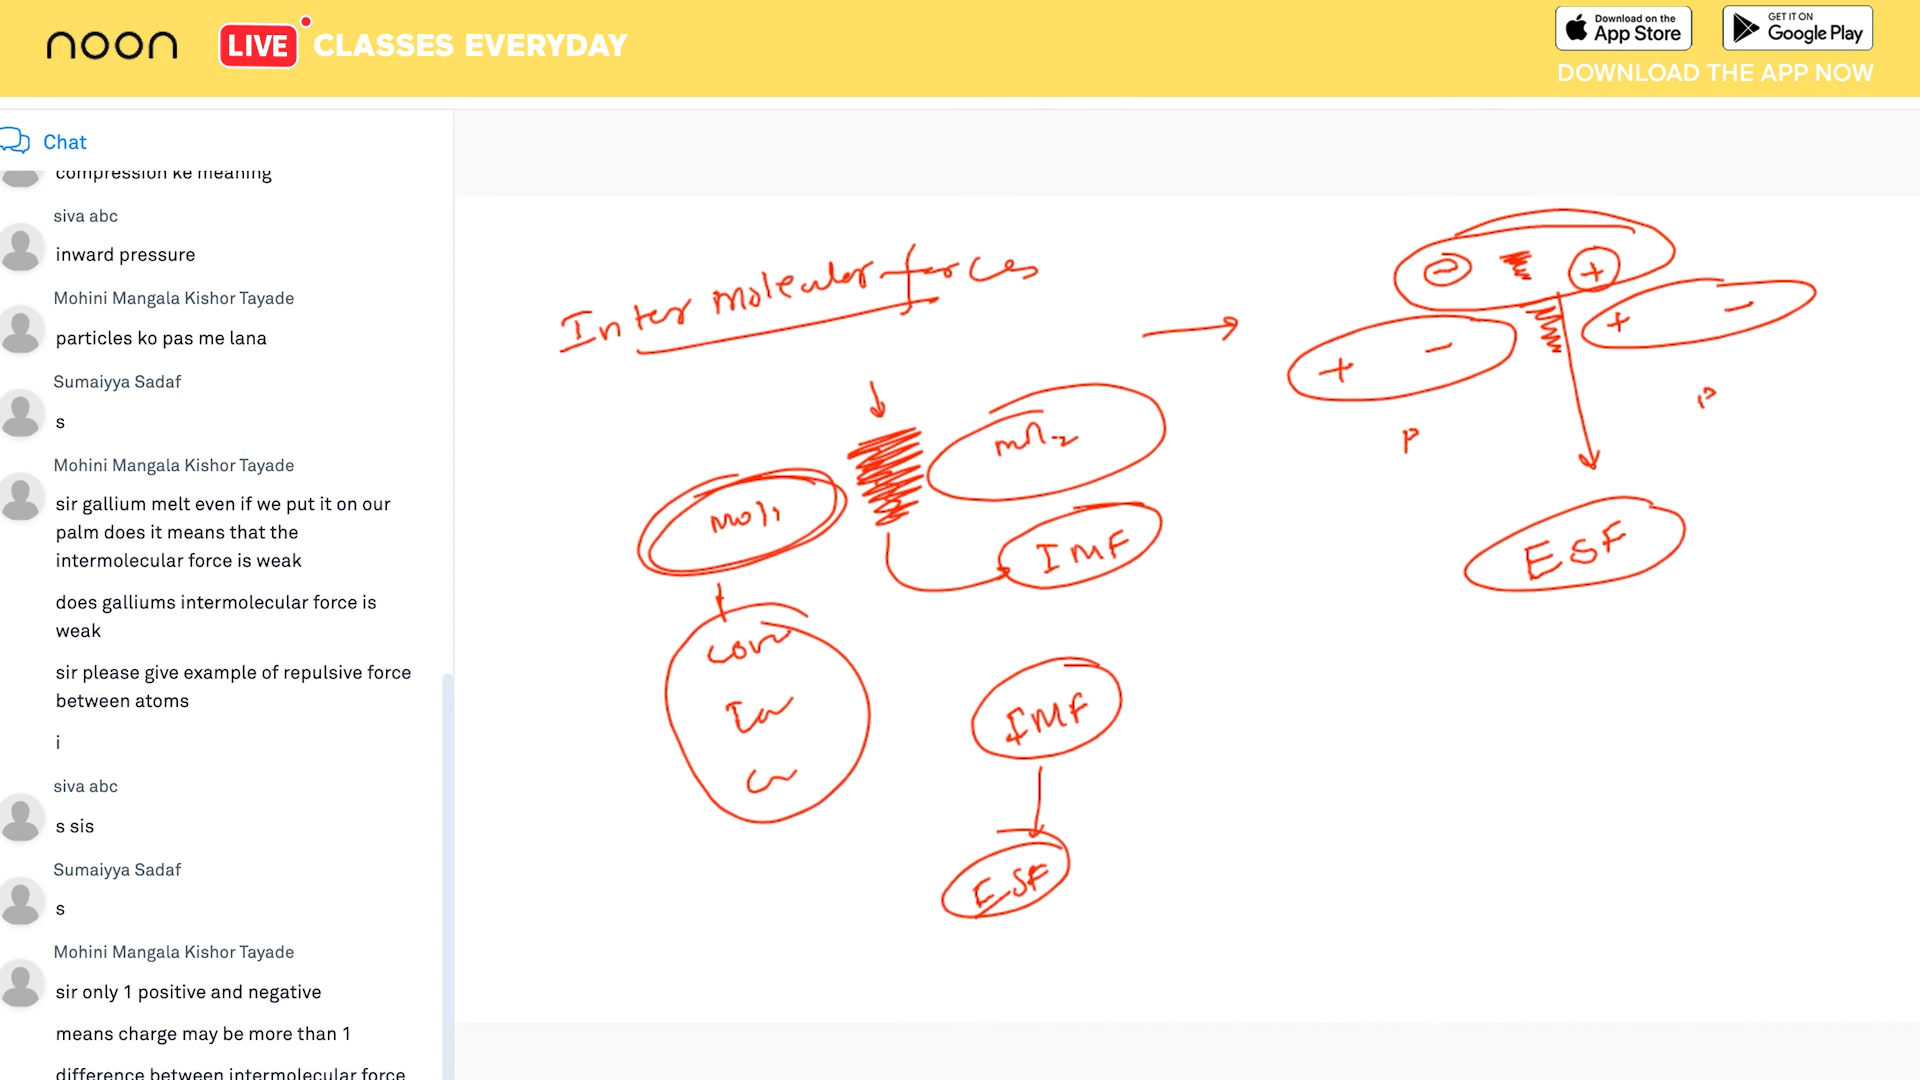 noon LIVE CLASSES EVERYDAY
Download on the
App Store
GET IT ON
Google Play
DOWNLOAD THE APP NOW
Chat
compression ke meaning
siva abc
inward pressure
Mohini Mangala Kishor Tayade
particles ko pas me lana
Sumaiyya Sadaf
s
Mohini Mangala Kishor Tayade
sir gallium melt even if we put it on our
palm does it means that the
intermolecular force is weak
does galliums intermolecular force is
weak
sir please give example of repulsive force
between atoms
i
siva abc
s sis
Sumaiyya Sadaf
s
Mohini Mangala Kishor Tayade
sir only 1 positive and negative
means charge may be more than 1
difference between intermolecular force
Inter molecular forces
mol1
IMF
IMF
ESF
- +
+ -
+ -
P
P
ESF